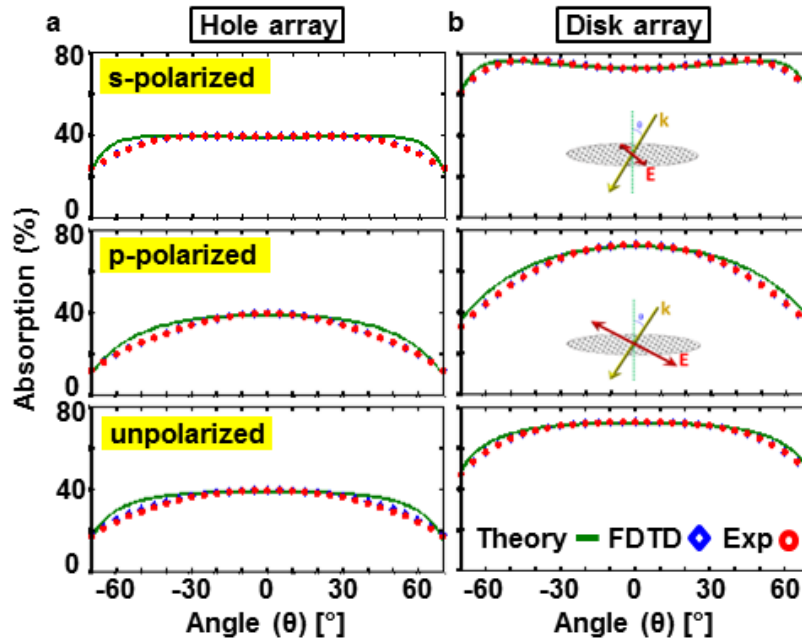 a Hole array b Disk array
80
s-polarized
40
0
θ k
E
80
p-polarized
40
0
θ k
E
80
unpolarized
40
0
Theory FDTD Exp
-60 -30 0 30 60 -60 -30 0 30 60
Angle (θ) [°] Angle (θ) [°]
Absorption (%)